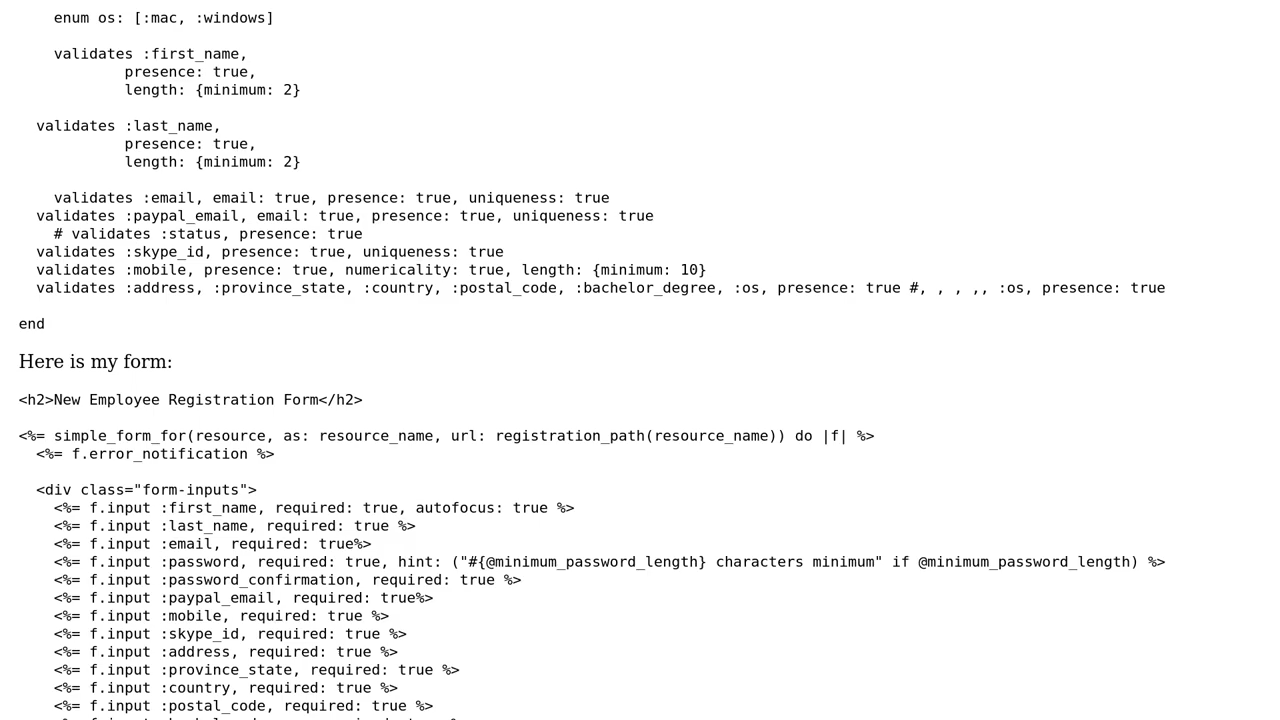 enum os: [:mac, :windows]
validates :first_name,
presence: true,
length: {minimum: 2}
validates :last_name,
presence: true,
length: {minimum: 2}
validates :email, email: true, presence: true, uniqueness: true
validates :paypal_email, email: true, presence: true, uniqueness: true
# validates :status, presence: true
validates :skype_id, presence: true, uniqueness: true
validates :mobile, presence: true, numericality: true, length: {minimum: 10}
validates :address, :province_state, :country, :postal_code, :bachelor_degree, :os, presence: true #, , , ,, :os, presence: true
end
Here is my form:
<h2>New Employee Registration Form</h2>
<%= simple_form_for(resource, as: resource_name, url: registration_path(resource_name)) do |f| %>
<%= f.error_notification %>
<div class="form-inputs">
<%= f.input :first_name, required: true, autofocus: true %>
<%= f.input :last_name, required: true %>
<%= f.input :email, required: true%>
<%= f.input :password, required: true, hint: ("#{@minimum_password_length} characters minimum" if @minimum_password_length) %>
<%= f.input :password_confirmation, required: true %>
<%= f.input :paypal_email, required: true%>
<%= f.input :mobile, required: true %>
<%= f.input :skype_id, required: true %>
<%= f.input :address, required: true %>
<%= f.input :province_state, required: true %>
<%= f.input :country, required: true %>
<%= f.input :postal_code, required: true %>